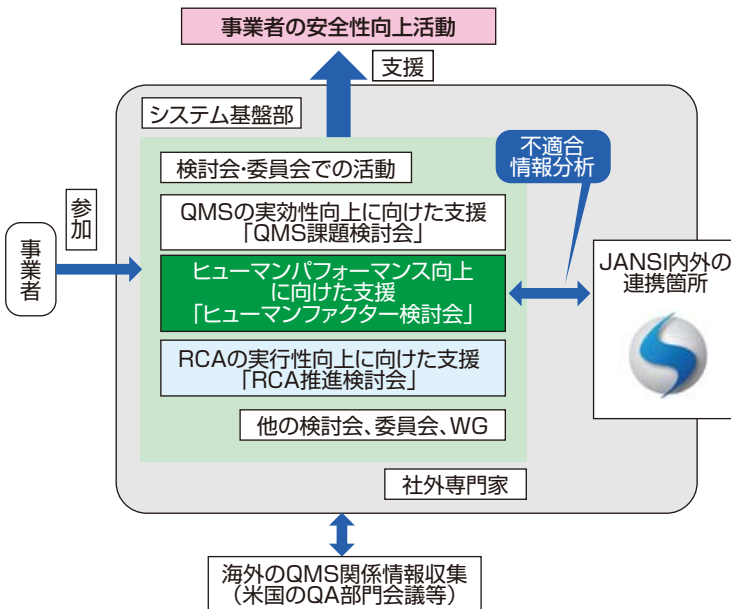 事業者の安全性向上活動
支援
システム基盤部
不適合
情報分析
検討会・委員会での活動
参加
QMSの実効性向上に向けた支援
「QMS課題検討会」
事業者
ヒューマンパフォーマンス向上
に向けた支援
「ヒューマンファクター検討会」
JANSI内外の
連携箇所
RCAの実行性向上に向けた支援
「RCA推進検討会」
他の検討会、委員会、WG
社外専門家
海外のQMS関係情報収集
（米国のQA部門会議等）